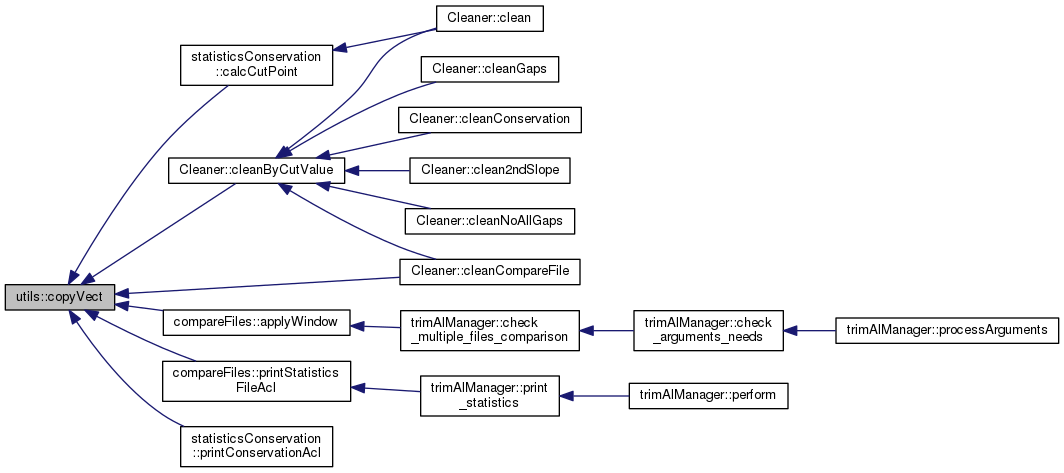 Cleaner::clean
statisticsConservation
::calcCutPoint
Cleaner::cleanGaps
Cleaner::cleanConservation
Cleaner::cleanByCutValue
Cleaner::clean2ndSlope
Cleaner::cleanNoAllGaps
Cleaner::cleanCompareFile
utils::copyVect
compareFiles::applyWindow
trimAlManager::check
_multiple_files_comparison
trimAlManager::check
_arguments_needs
trimAlManager::processArguments
compareFiles::printStatistics
FileAcl
trimAlManager::print
_statistics
trimAlManager::perform
statisticsConservation
::printConservationAcl